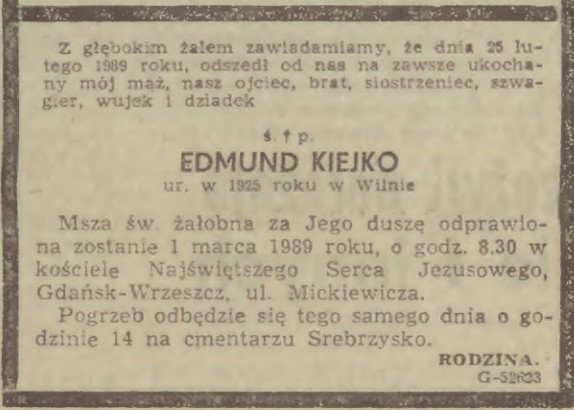 Z głębokim żalem zawiadamiamy, że dnia 25 lu-
tego 1989 roku, odszedł od nas na zawsze ukocha-
ny mój mąż, nasz ojciec, brat, siostrzeniec, szwa-
gier, wujek i dziadek
ś. † p.
EDMUND KIEJKO
ur. w 1925 roku w Wilnie
Msza św. żałobna za Jego duszę odprawio-
na zostanie 1 marca 1989 roku, o godz. 8.30 w
kościele Najświętszego Serca Jezusowego,
Gdańsk-Wrzeszcz, ul. Mickiewicza.
Pogrzeb odbędzie się tego samego dnia o go-
dzinie 14 na cmentarzu Srebrzysko.
RODZINA.
G-52623